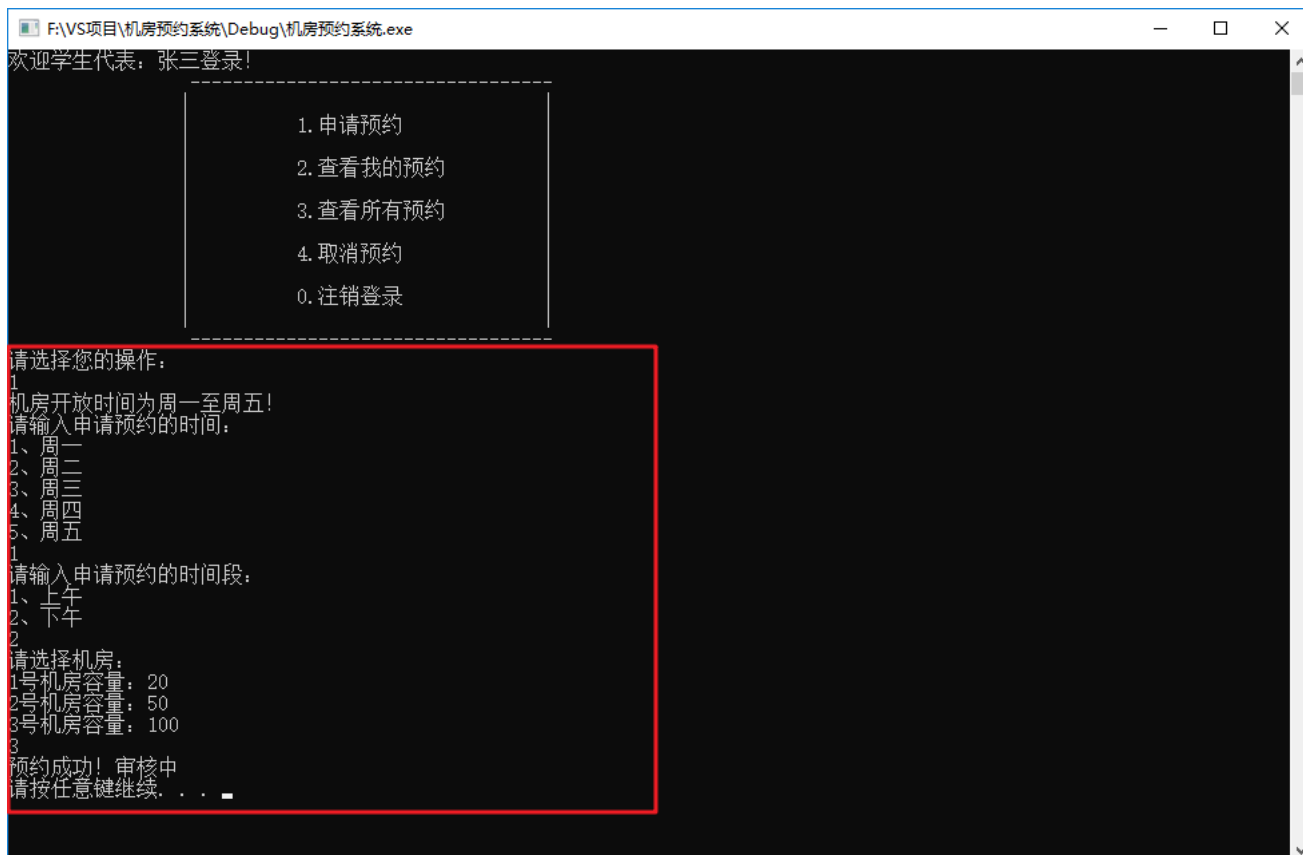 F:\VS项目\机房预约系统\Debug\机房预约系统.exe
欢迎学生代表：张三登录！
----------------------------------
1.申请预约
2.查看我的预约
3.查看所有预约
4.取消预约
0.注销登录
----------------------------------
请选择您的操作：
1
机房开放时间为周一至周五！
请输入申请预约的时间：
1、周一
2、周二
3、周三
4、周四
5、周五
1
请输入申请预约的时间段：
1、上午
2、下午
2
请选择机房：
1号机房容量：20
2号机房容量：50
3号机房容量：100
3
预约成功！审核中
请按任意键继续. . .